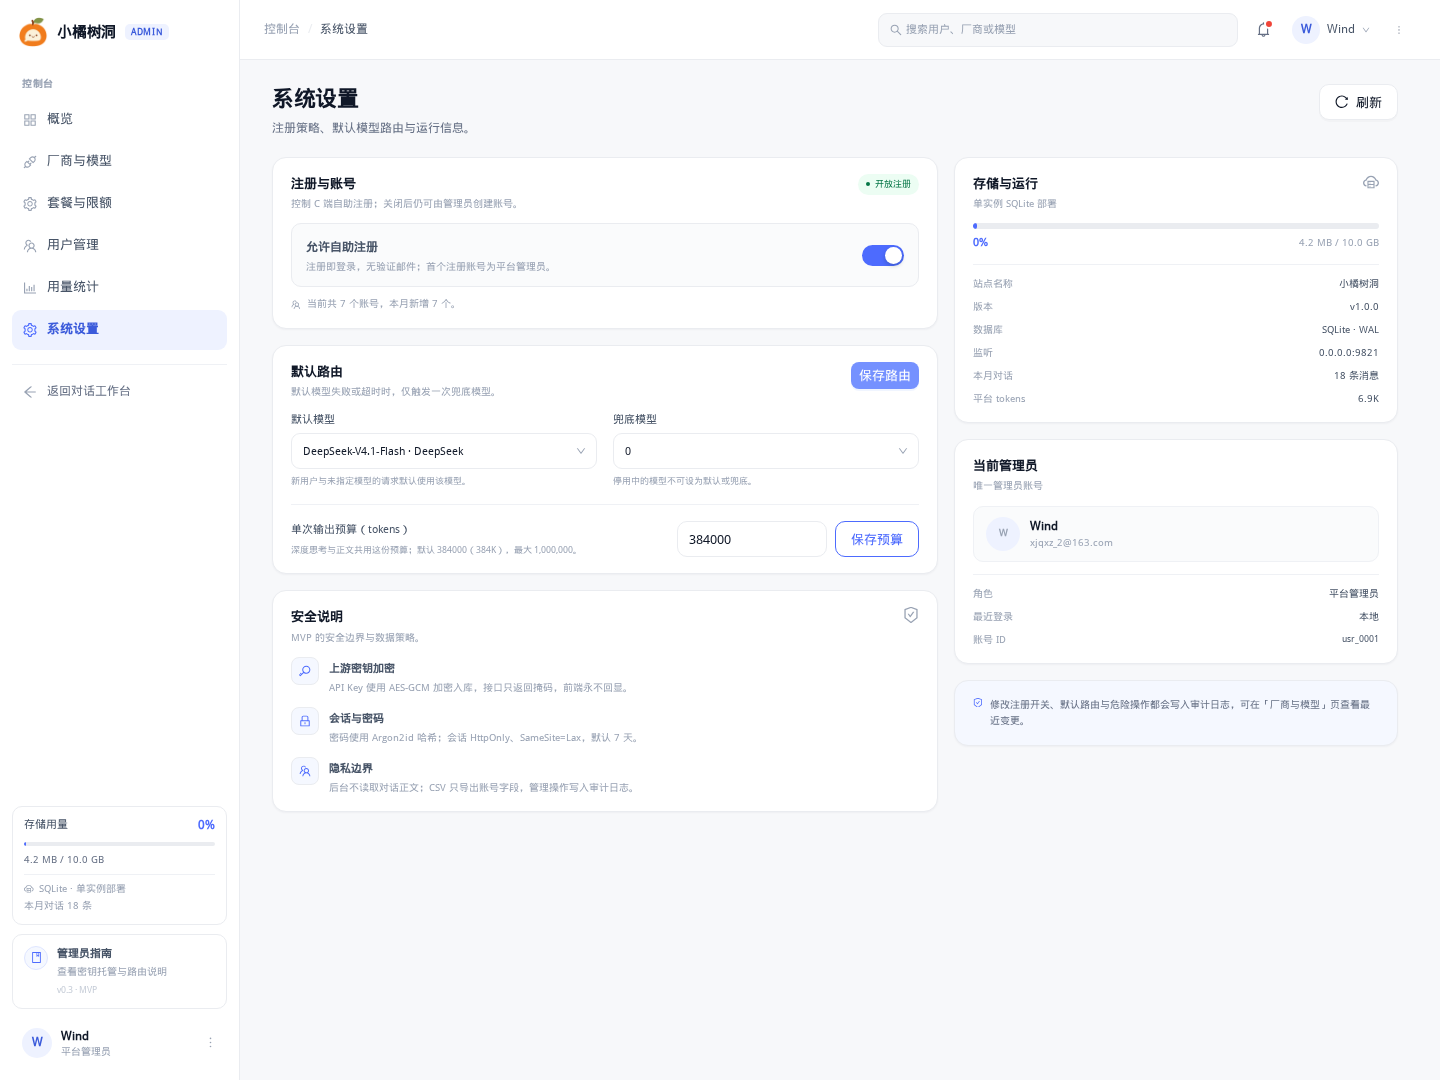 小橘树洞 ADMIN
控制台
概览
厂商与模型
套餐与限额
用户管理
用量统计
系统设置
返回对话工作台
存储用量 0%
4.2 MB / 10.0 GB
SQLite · 单实例部署
本月对话 18 条
管理员指南
查看密钥托管与路由说明
v0.3 · MVP
W Wind
平台管理员
控制台 / 系统设置
搜索用户、厂商或模型
W Wind
系统设置
注册策略、默认模型路由与运行信息。
刷新
注册与账号
开放注册
控制 C 端自助注册；关闭后仍可由管理员创建账号。
允许自助注册
注册即登录，无验证邮件；首个注册账号为平台管理员。
当前共 7 个账号，本月新增 7 个。
默认路由
保存路由
默认模型失败或超时时，仅触发一次兜底模型。
默认模型
兜底模型
DeepSeek-V4.1-Flash · DeepSeek
0
新用户与未指定模型的请求默认使用该模型。
停用中的模型不可设为默认或兜底。
单次输出预算（tokens）
深度思考与正文共用这份预算；默认 384000（384K），最大 1,000,000。
384000
保存预算
安全说明
MVP 的安全边界与数据策略。
上游密钥加密
API Key 使用 AES-GCM 加密入库，接口只返回掩码，前端永不回显。
会话与密码
密码使用 Argon2id 哈希；会话 HttpOnly、SameSite=Lax，默认 7 天。
隐私边界
后台不读取对话正文；CSV 只导出账号字段，管理操作写入审计日志。
存储与运行
单实例 SQLite 部署
0% 4.2 MB / 10.0 GB
站点名称 小橘树洞
版本 v1.0.0
数据库 SQLite · WAL
监听 0.0.0.0:9821
本月对话 18 条消息
平台 tokens 6.9K
当前管理员
唯一管理员账号
W Wind
xjqxz_2@163.com
角色 平台管理员
最近登录 本地
账号 ID usr_0001
修改注册开关、默认路由与危险操作都会写入审计日志，可在「厂商与模型」页查看最
近变更。